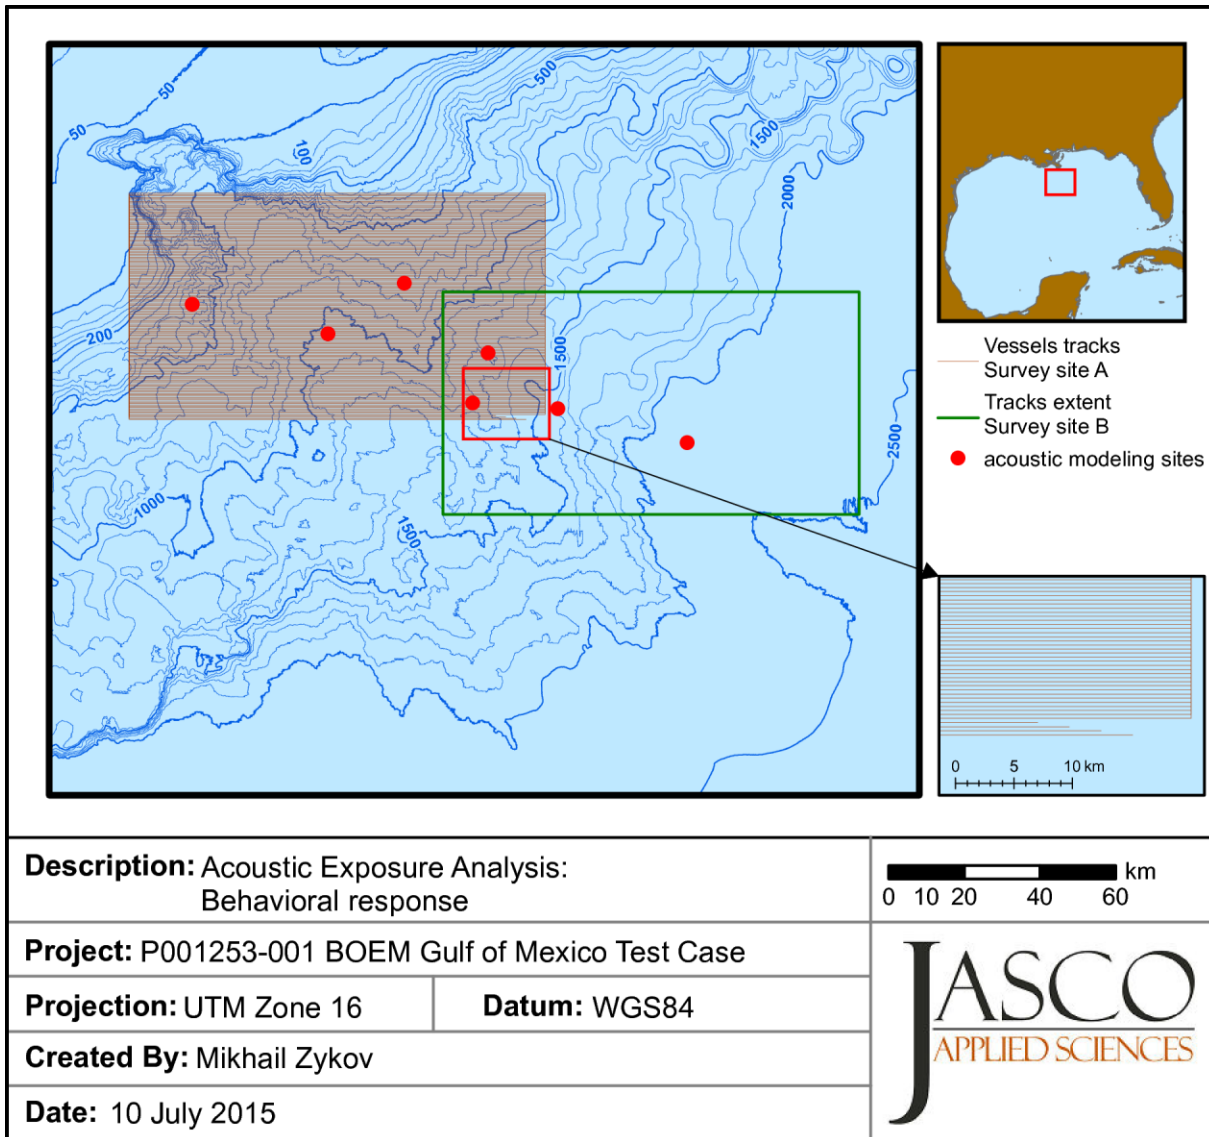 50
50
100
500
1500
2000
200
1500
2500
1000
1500
Vessels tracks
Survey site A
Tracks extent
Survey site B
acoustic modeling sites
0 5 10 km
Description: Acoustic Exposure Analysis:
Behavioral response
km
0 10 20 40 60
Project: P001253-001 BOEM Gulf of Mexico Test Case
Projection: UTM Zone 16
Datum: WGS84
Created By: Mikhail Zykov
Date: 10 July 2015
JASCO
APPLIED SCIENCES